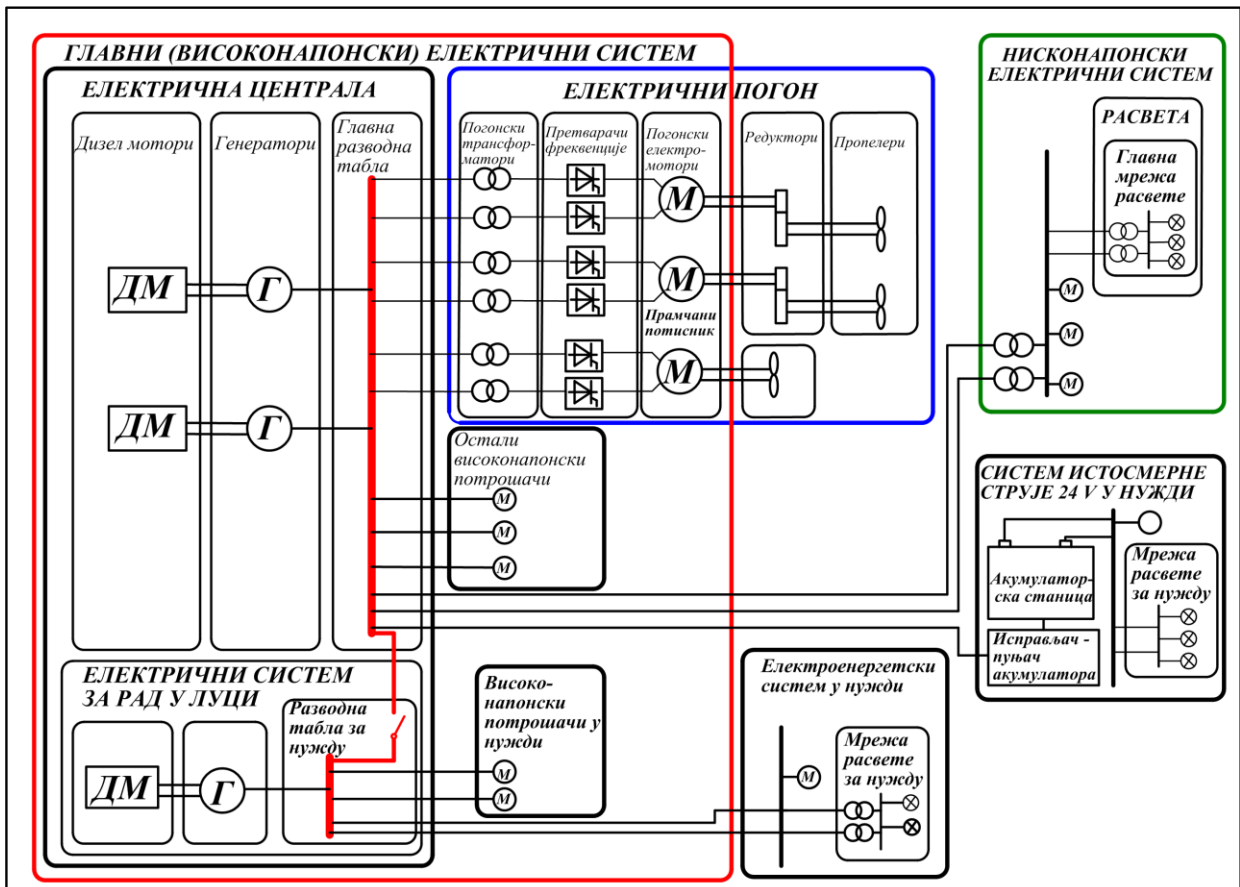 ГЛАВНИ (ВИСОКОНАПОНСКИ) ЕЛЕКТРИЧНИ СИСТЕМ
ЕЛЕКТРИЧНА ЦЕНТРАЛА
Дизел мотори
Генератори
Главна
разводна
табла
ДМ
Г
ДМ
Г
ЕЛЕКТРИЧНИ ПОГОН
Погонски
трансфор-
матори
Претварачи
фреквенције
Погонски
електро-
мотори
Редуктори
Пропелери
М
М
Прамчани
потисник
М
Остали
високонапонски
потрошачи
М
М
М
ЕЛЕКТРИЧНИ СИСТЕМ
ЗА РАД У ЛУЦИ
Разводна
табла за
нужду
ДМ
Г
Високо-
напонски
потрошачи у
нужди
М
М
НИСКОНАПОНСКИ
ЕЛЕКТРИЧНИ СИСТЕМ
РАСВЕТА
Главна
мрежа
расвете
М
М
М
СИСТЕМ ИСТОСМЕРНЕ
СТРУЈЕ 24 V У НУЖДИ
Акумулатор-
ска станица
Исправљач -
пуњач
акумулатора
Мрежа
расвете
за нужду
Електроенергетски
систем у нужди
М
Мрежа
расвете
за нужду